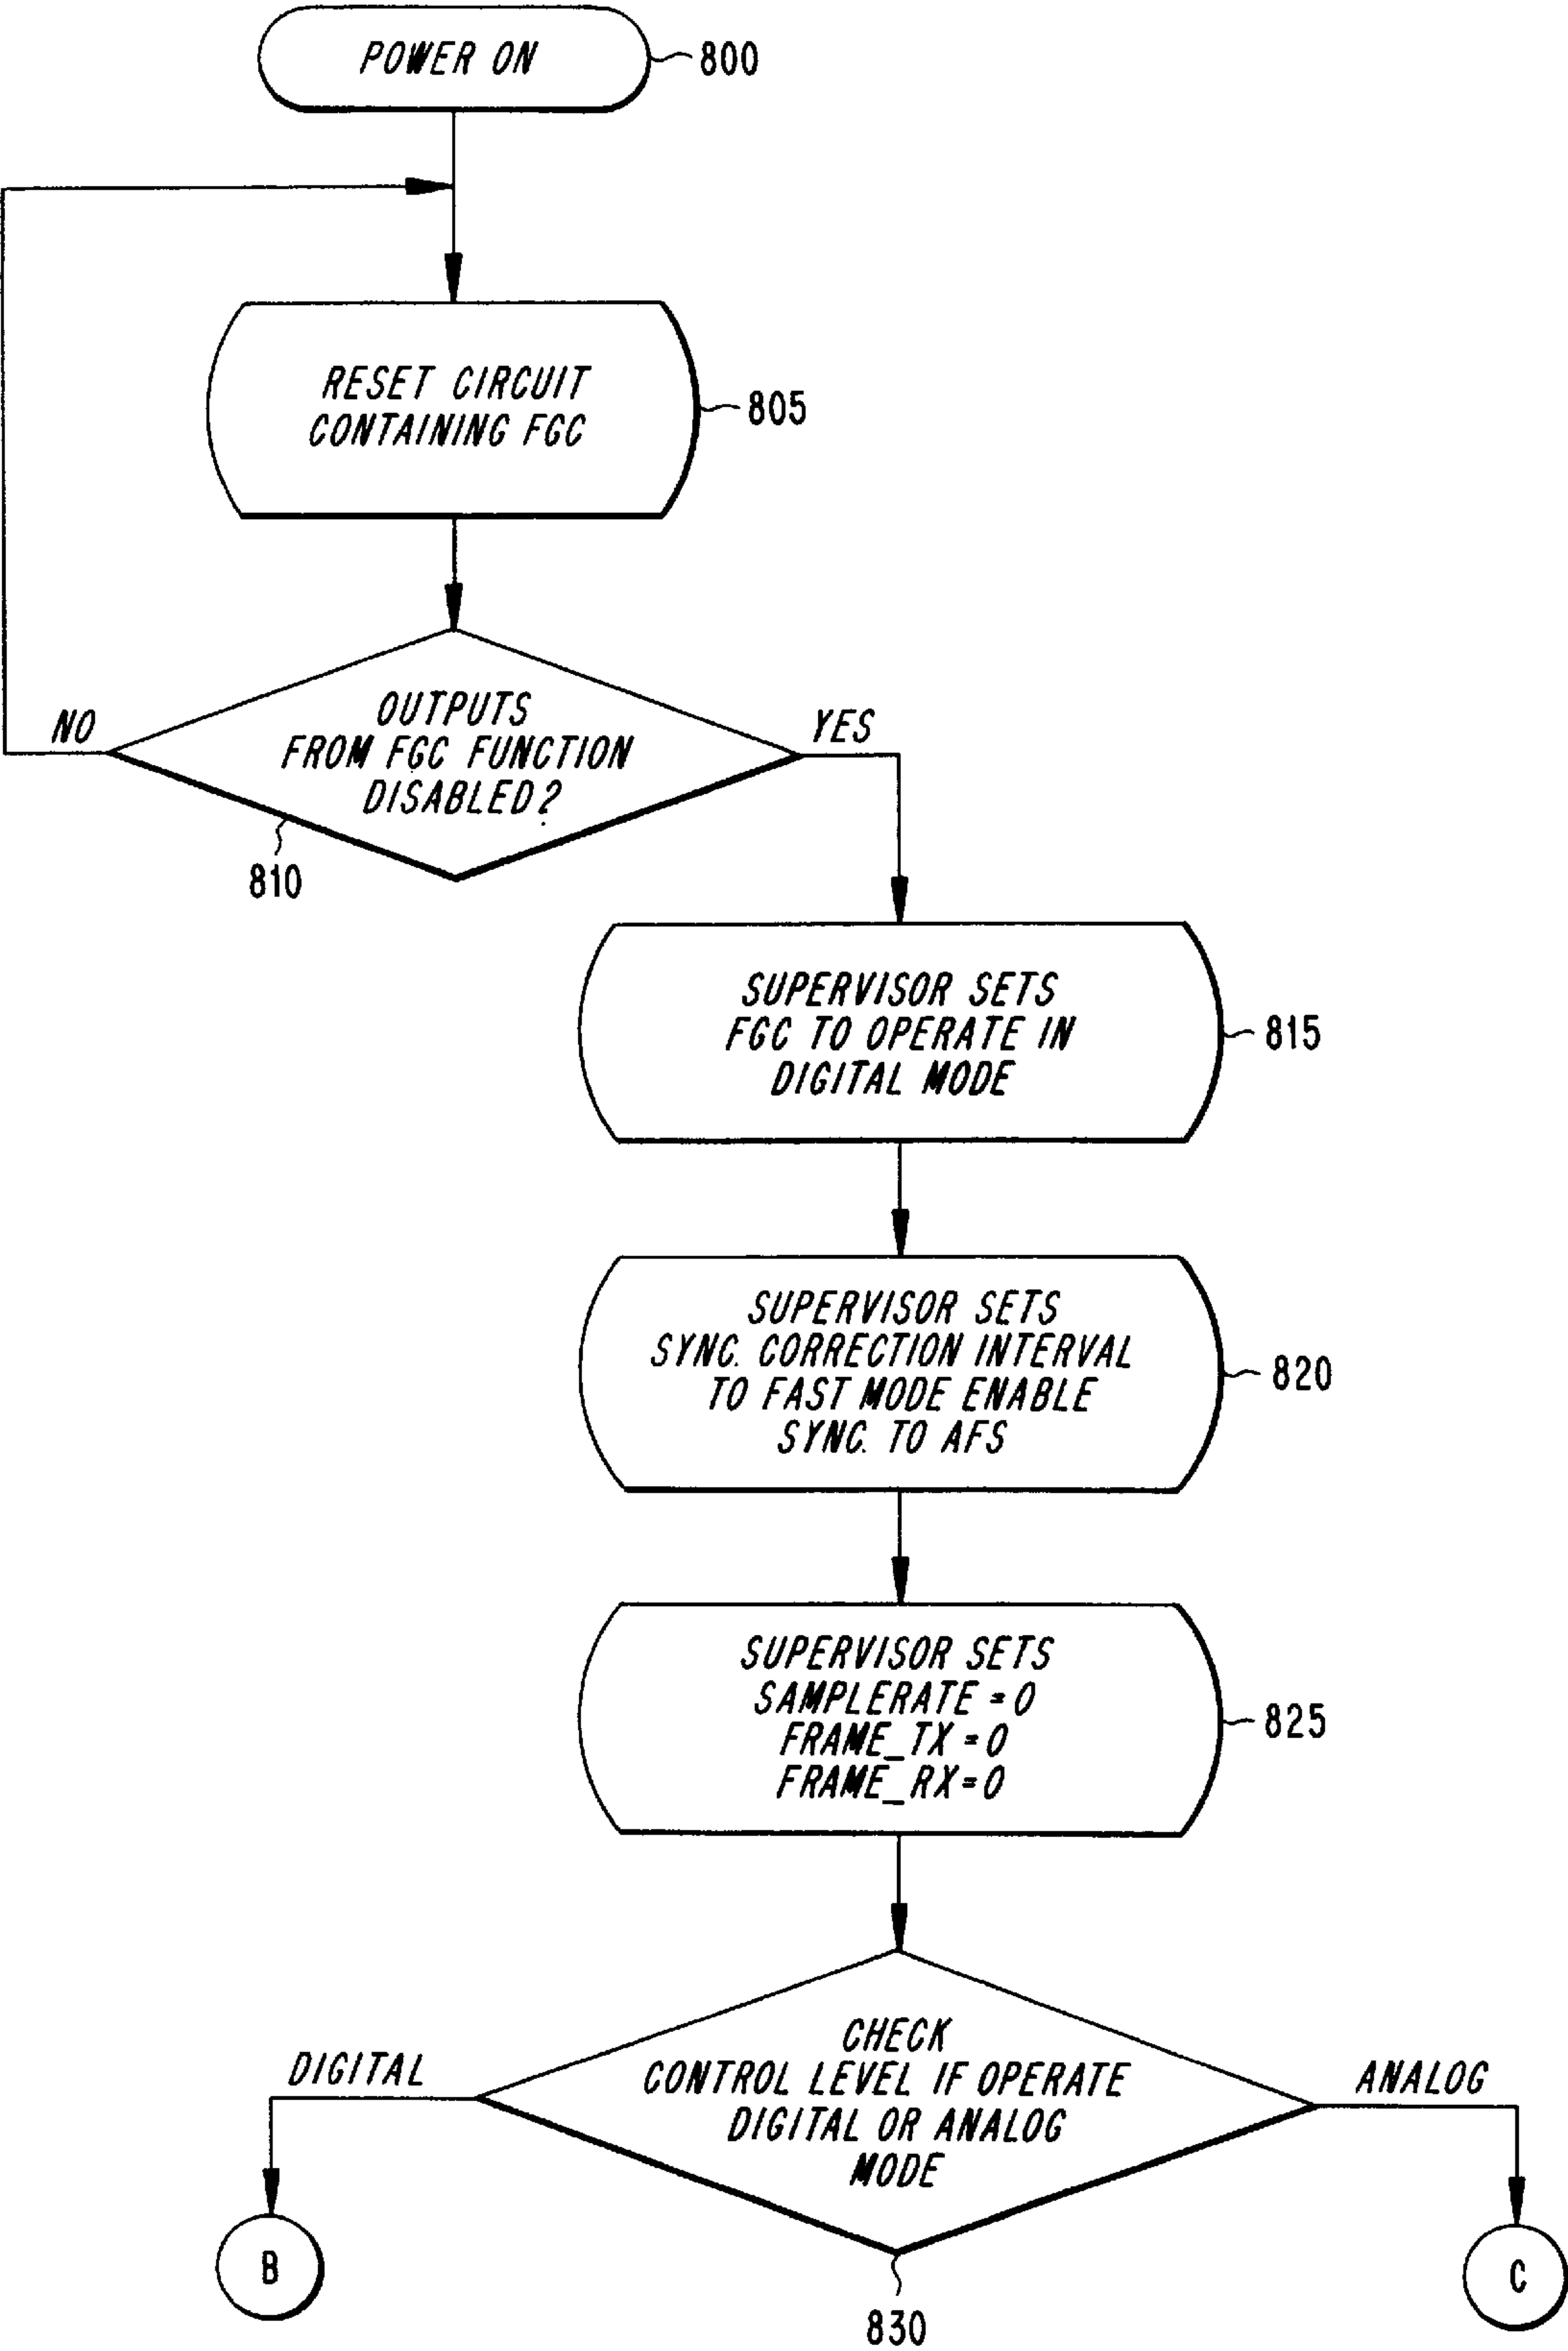 POWER ON
800
RESET CIRCUIT
CONTAINING FGC
805
OUTPUTS
FROM FGC FUNCTION
DISABLED?
NO
YES
810
SUPERVISOR SETS
FGC TO OPERATE IN
DIGITAL MODE
815
SUPERVISOR SETS
SYNC. CORRECTION INTERVAL
TO FAST MODE ENABLE
SYNC. TO AFS
820
SUPERVISOR SETS
SAMPLERATE = 0
FRAME_TX = 0
FRAME_RX = 0
825
CHECK
CONTROL LEVEL IF OPERATE
DIGITAL OR ANALOG
MODE
DIGITAL
ANALOG
B
C
830